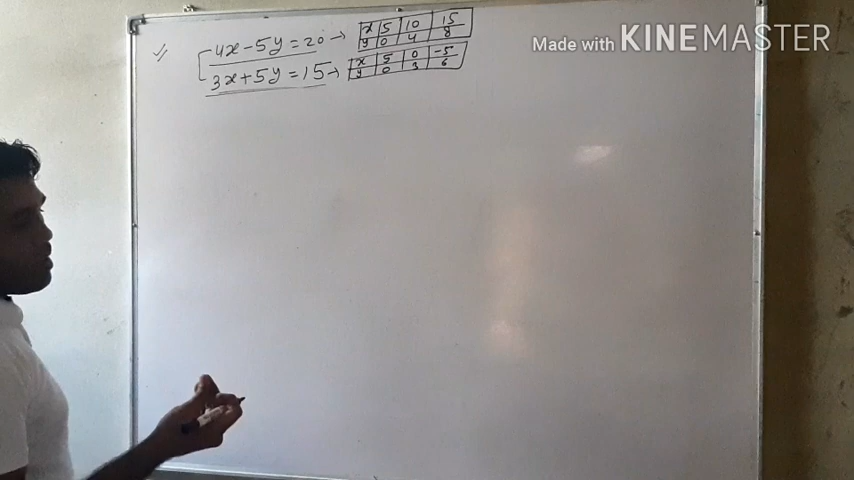 4x-5y=20→ x 5 10 15
y 0 4 8
3x+5y=15→ x 5 0 -5
y 0 3 6
Made with KINEMASTER